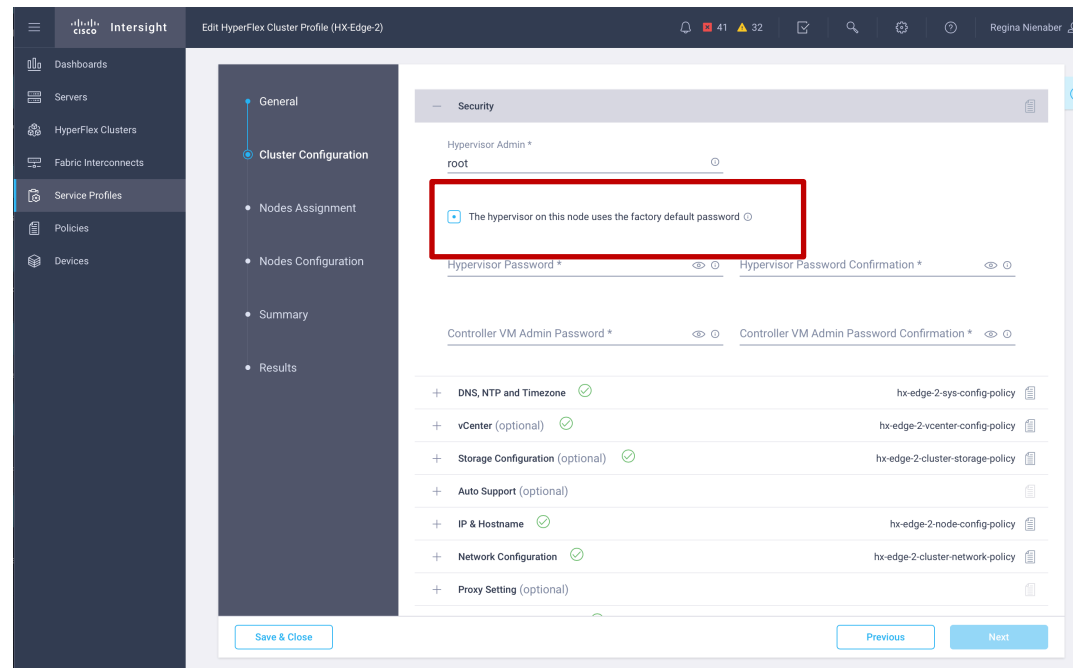 cisco Intersight
Edit HyperFlex Cluster Profile (HX-Edge-2)
41
32
Regina Nienaber
Dashboards
Servers
HyperFlex Clusters
Fabric Interconnects
Service Profiles
Policies
Devices
General
Cluster Configuration
Nodes Assignment
Nodes Configuration
Summary
Results
Security
Hypervisor Admin *
root
The hypervisor on this node uses the factory default password
Hypervisor Password *
Hypervisor Password Confirmation *
Controller VM Admin Password *
Controller VM Admin Password Confirmation *
DNS, NTP and Timezone
hx-edge-2-sys-config-policy
vCenter (optional)
hx-edge-2-vcenter-config-policy
Storage Configuration (optional)
hx-edge-2-cluster-storage-policy
Auto Support (optional)
IP & Hostname
hx-edge-2-node-config-policy
Network Configuration
hx-edge-2-cluster-network-policy
Proxy Setting (optional)
Save & Close
Previous
Next